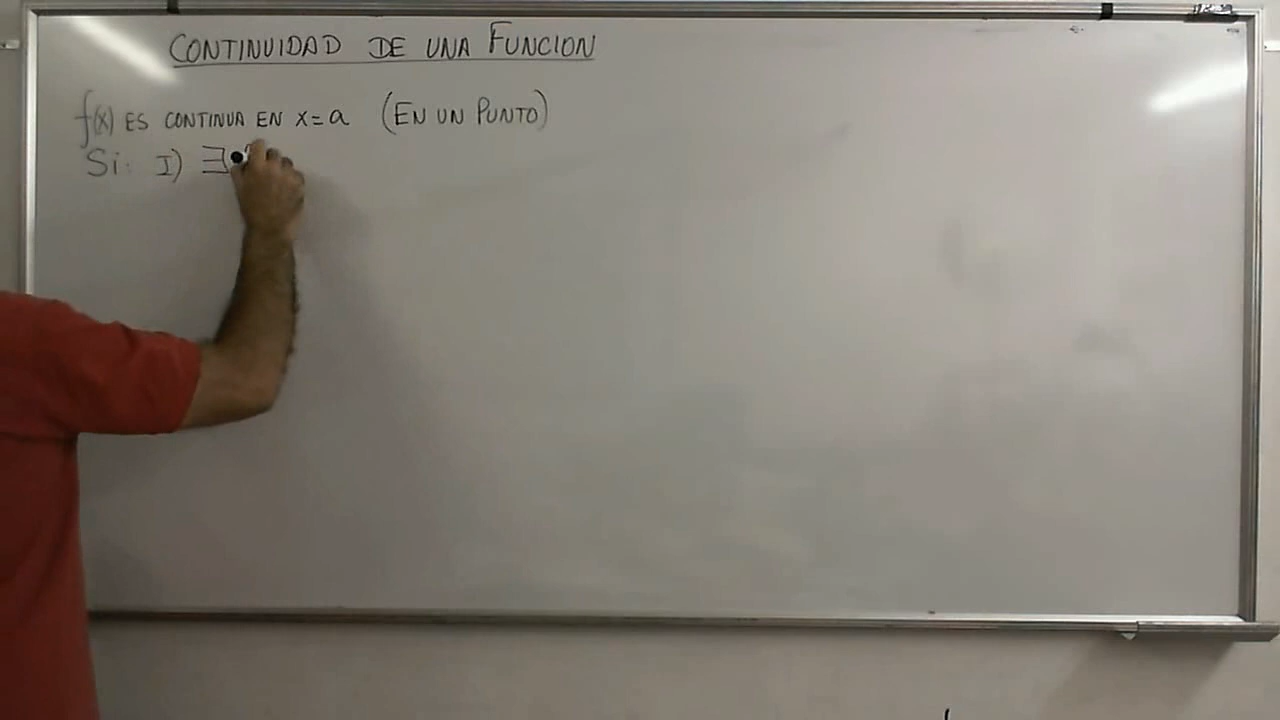 CONTINUIDAD DE UNA FUNCION
f(x) ES CONTINUA EN x=a (EN UN PUNTO)
Si: I) ∃